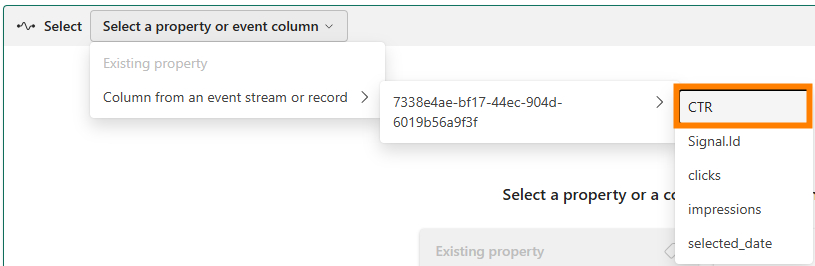 Select
Select a property or event column
Existing property
Column from an event stream or record
7338e4ae-bf17-44ec-904d-
6019b56a9f3f
CTR
Signal.Id
clicks
impressions
selected_date
Select a property or a
Existing property